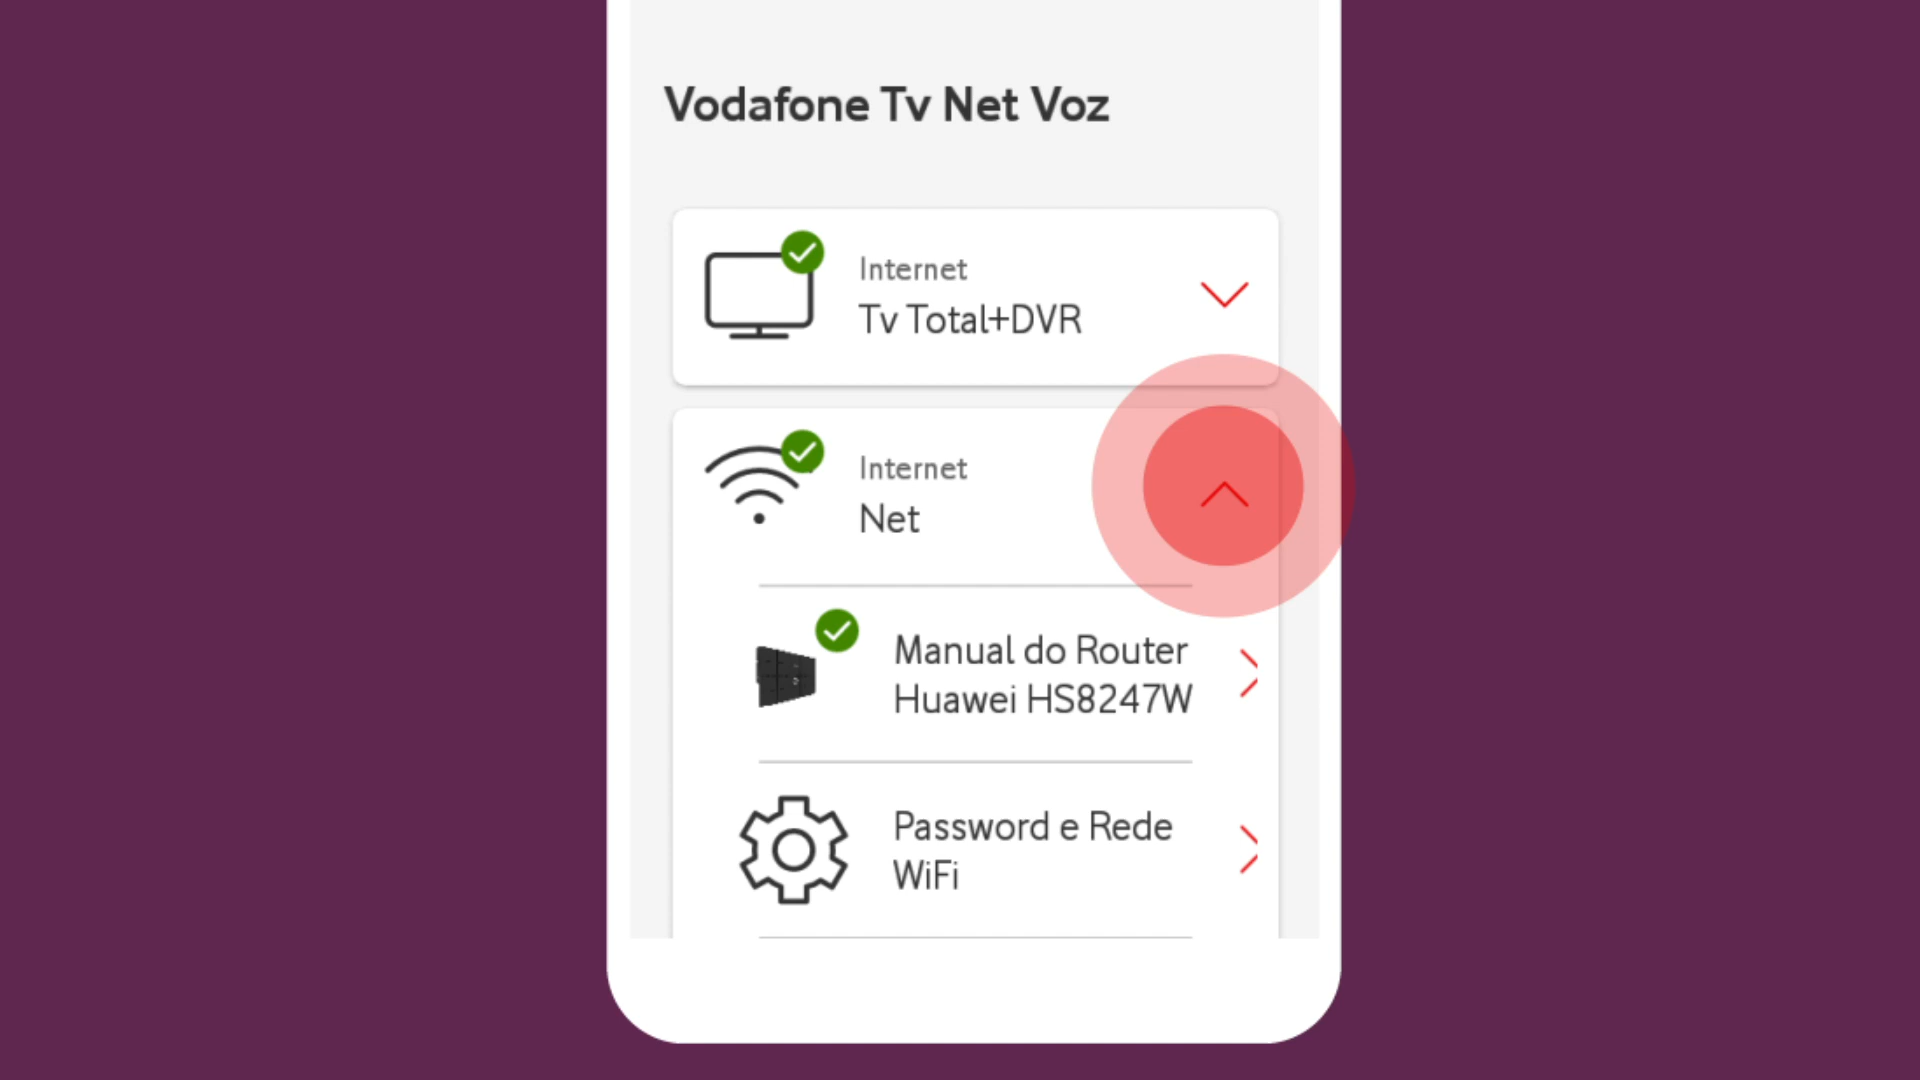 Vodafone Tv Net Voz
Internet
Tv Total+DVR
Internet
Net
Manual do Router
Huawei HS8247W
Password e Rede
WiFi